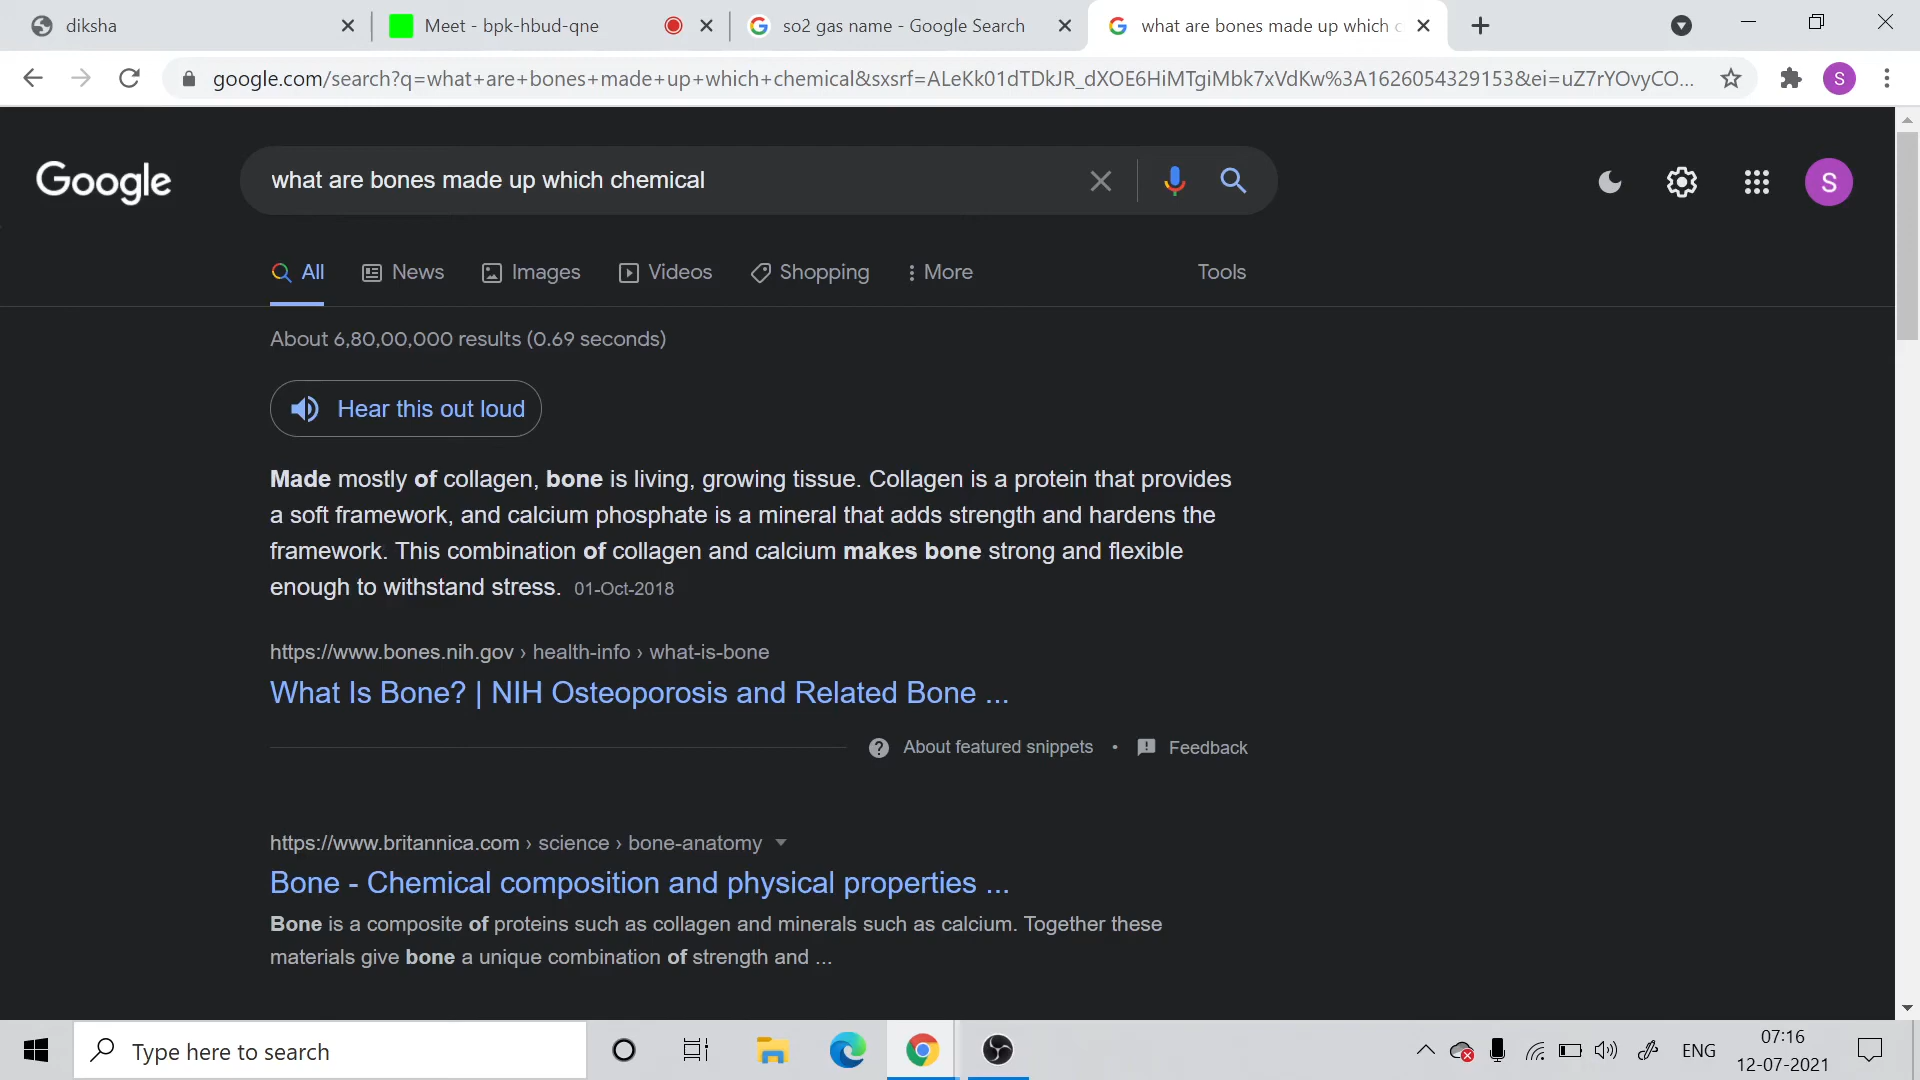 diksha
Meet - bpk-hbud-qne
so2 gas name - Google Search
what are bones made up which c
google.com/search?q=what+are+bones+made+up+which+chemical&sxsrf=ALeKk01dTDkJR_dXOE6HiMTgiMbk7xVdKw%3A1626054329153&ei=uZ7rYOvyCO...
S
Google
what are bones made up which chemical
S
All
News
Images
Videos
Shopping
More
Tools
About 6,80,00,000 results (0.69 seconds)
Hear this out loud
Made mostly of collagen, bone is living, growing tissue. Collagen is a protein that provides
a soft framework, and calcium phosphate is a mineral that adds strength and hardens the
framework. This combination of collagen and calcium makes bone strong and flexible
enough to withstand stress. 01-Oct-2018
https://www.bones.nih.gov › health-info › what-is-bone
What Is Bone? | NIH Osteoporosis and Related Bone ...
About featured snippets • Feedback
https://www.britannica.com › science › bone-anatomy
Bone - Chemical composition and physical properties ...
Bone is a composite of proteins such as collagen and minerals such as calcium. Together these
materials give bone a unique combination of strength and ...
Type here to search
ENG
07:16
12-07-2021